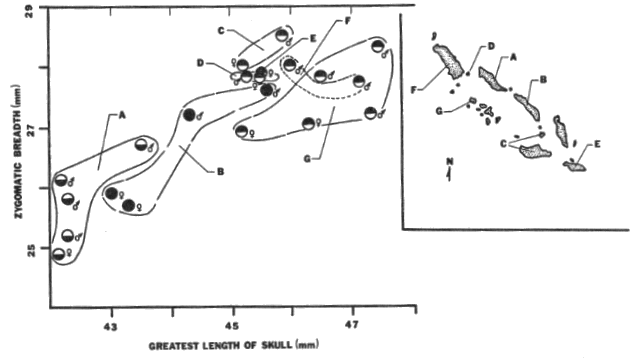 29
27
25
ZYGOMATIC BREADTH (mm)
43 45 47
GREATEST LENGTH OF SKULL (mm)
A
B
C
D
E
F
G
♂
♂
♂
♂
♀
♀
♀
♂
♀
♂
♀
♀
♂
♂
♂
♂
♂
♀
♀
D
A
B
F
G
C
E
N